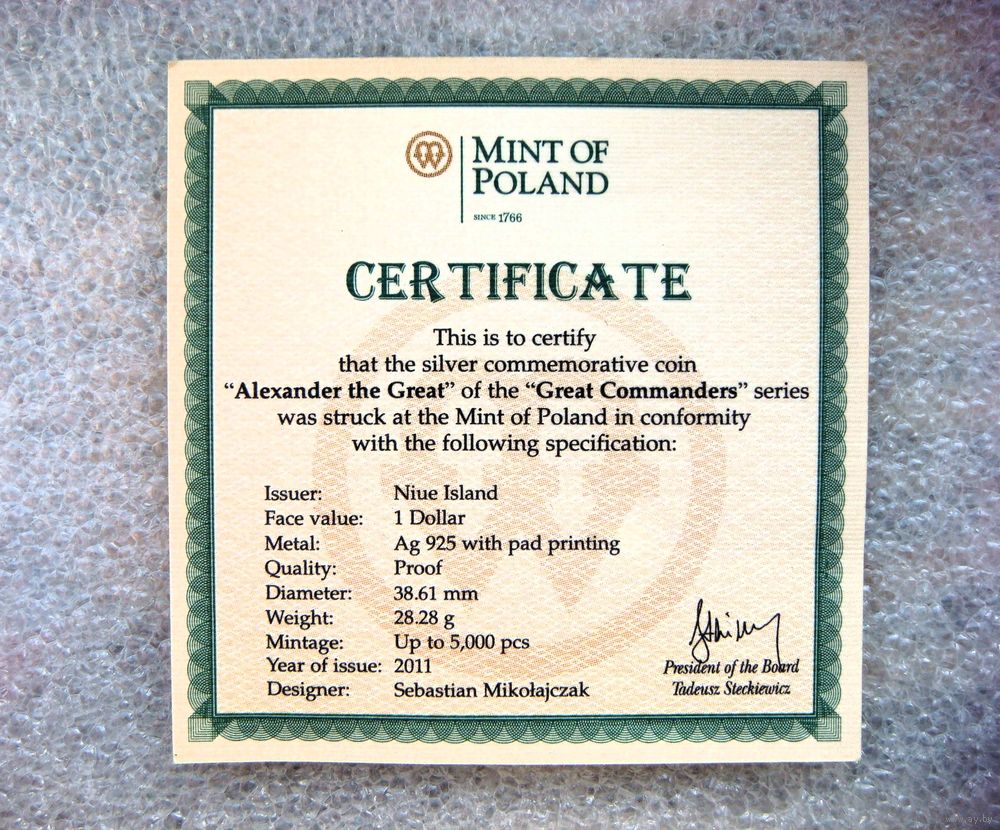 MINT OF
POLAND
SINCE 1766
CERTIFICATE
This is to certify
that the silver commemorative coin
“Alexander the Great” of the “Great Commanders” series
was struck at the Mint of Poland in conformity
with the following specification:
Issuer: Niue Island
Face value: 1 Dollar
Metal: Ag 925 with pad printing
Quality: Proof
Diameter: 38.61 mm
Weight: 28.28 g
Mintage: Up to 5,000 pcs
Year of issue: 2011
Designer: Sebastian Mikołajczak
President of the Board
Tadeusz Steckiewicz
www.ay.by